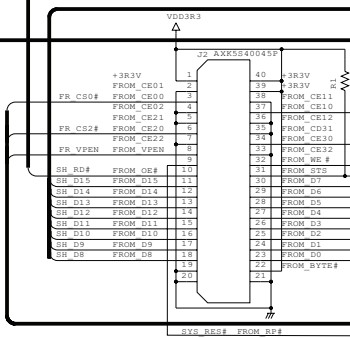 VDD3R3
J2 AXK5S40045P
+3R3V 1 40 +3R3V
FROM_CE01 2 39 +3R3V
FR_CS0# FROM_CE00 3 38 FROM_CE11
FROM_CE02 4 37 FROM_CE10
FROM_CE21 5 36 FROM_CE12
FR_CS2# FROM_CE20 6 35 FROM_CD31
FROM_CE22 7 34 FROM_CE30
FR_VPEN FROM_VPEN 8 33 FROM_CE32
9 32 FROM_WE#
SH_RD# FROM_OE# 10 31 FROM_STS
SH_D15 FROM_D15 11 30 FROM_D7
SH_D14 FROM_D14 12 29 FROM_D6
SH_D13 FROM_D13 13 28 FROM_D5
SH_D12 FROM_D12 14 27 FROM_D4
SH_D11 FROM_D11 15 26 FROM_D3
SH_D10 FROM_D10 16 25 FROM_D2
SH_D9 FROM_D9 17 24 FROM_D1
SH_D8 FROM_D8 18 23 FROM_D0
19 22 FROM_BYTE#
20 21
SYS_RES# FROM_RP#
R1